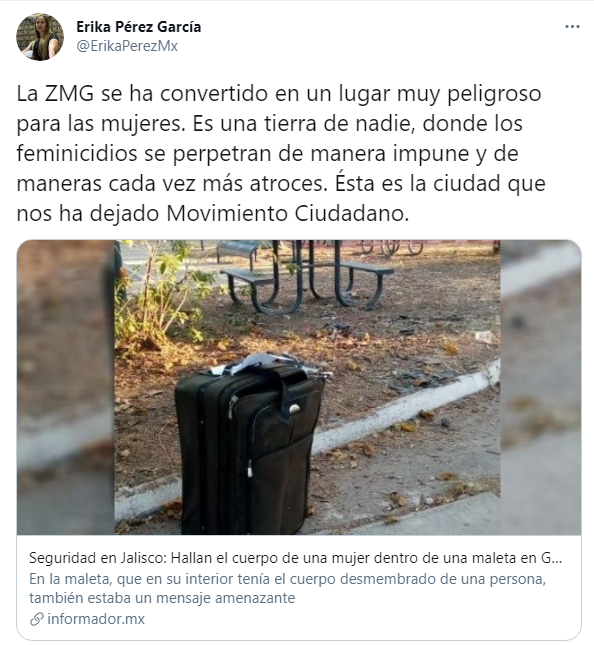 Erika Pérez García
@ErikaPerezMx
La ZMG se ha convertido en un lugar muy peligroso
para las mujeres. Es una tierra de nadie, donde los
feminicidios se perpetran de manera impune y de
maneras cada vez más atroces. Ésta es la ciudad que
nos ha dejado Movimiento Ciudadano.
Seguridad en Jalisco: Hallan el cuerpo de una mujer dentro de una maleta en G...
En la maleta, que en su interior tenía el cuerpo desmembrado de una persona,
también estaba un mensaje amenazante
informador.mx